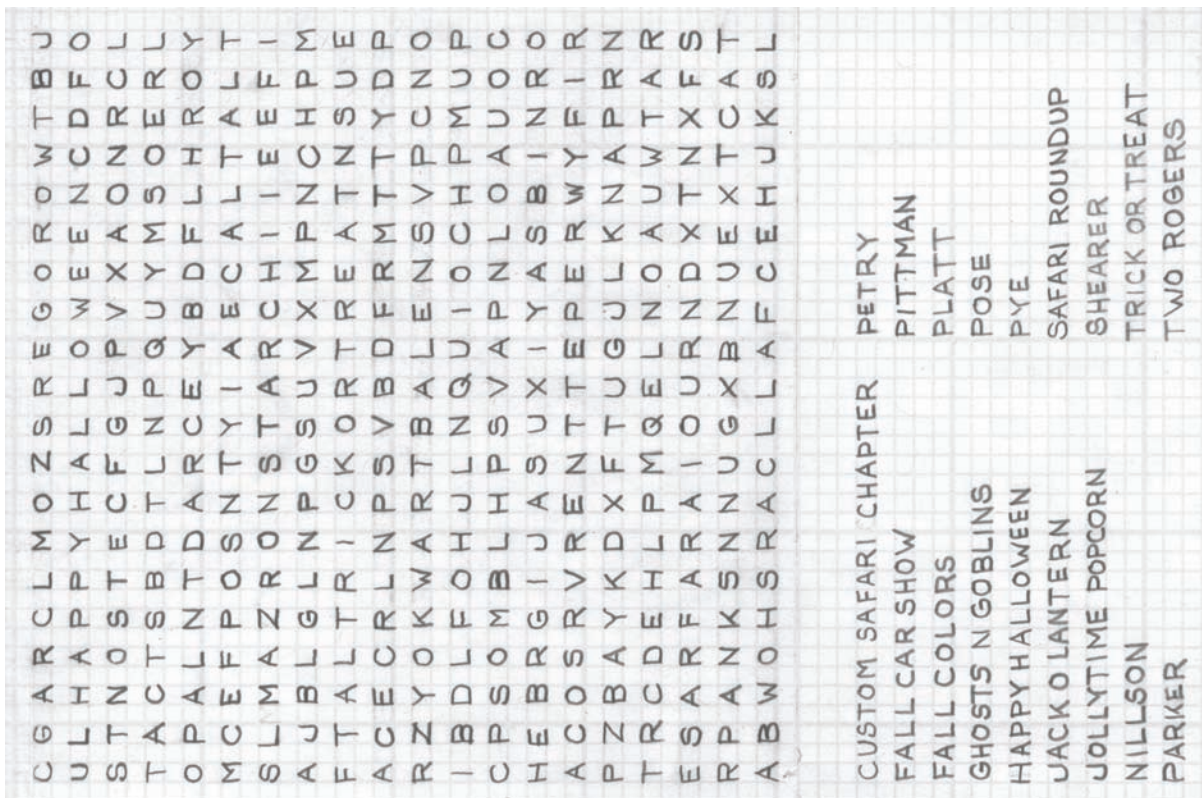 C G A R C L M O Z S R E G O R O W T B J
U L H A P P Y H A L L O W E E N C D F O
S T N O S T E C F G U P V X A O N R C L
T A C T S B D T L N P Q U Y M S O E R L
O P A L N T D A R C E Y B D F L H R O Y
M C E F P O S N T Y I A E C A L T A L T
S L M A Z R O N S T A R C H I I E E F I
A U B L G L N P G S U V X M P N C H P M
F T A L T R I C K O R T R E A T N S U E
A C E C R L N P S V B D F R M T T Y D P
R Z Y O K W A R T B A L E N S V P C N O
I B D L F O H J L N Q U I O C H P M U P
C P S O M B L H P S V A P N L O A U O C
H E B R G I J A S U X I Y A S B I N R O
A C O S R V R E N T T E P E R W Y F I R
P Z B A Y K D X F T U G U L K N A P R N
T R C D E H L P M Q E L N O A U W T A R
E S A R F A R A I O U R N D X T N X F S
R P A N K S N N U G X B N U E X T C A T
A B W O H S R A C L L A F C E H U K S L
CUSTOM SAFARI CHAPTER
FALL CAR SHOW
FALL COLORS
GHOSTS N GOBLINS
HAPPY HALLOWEEN
JACK O LANTERN
JOLLYTIME POPCORN
NILLSON
PARKER
PETRY
PITTMAN
PLATT
POSE
PYE
SAFARI ROUNDUP
SHEARER
TRICK OR TREAT
TWO ROGERS